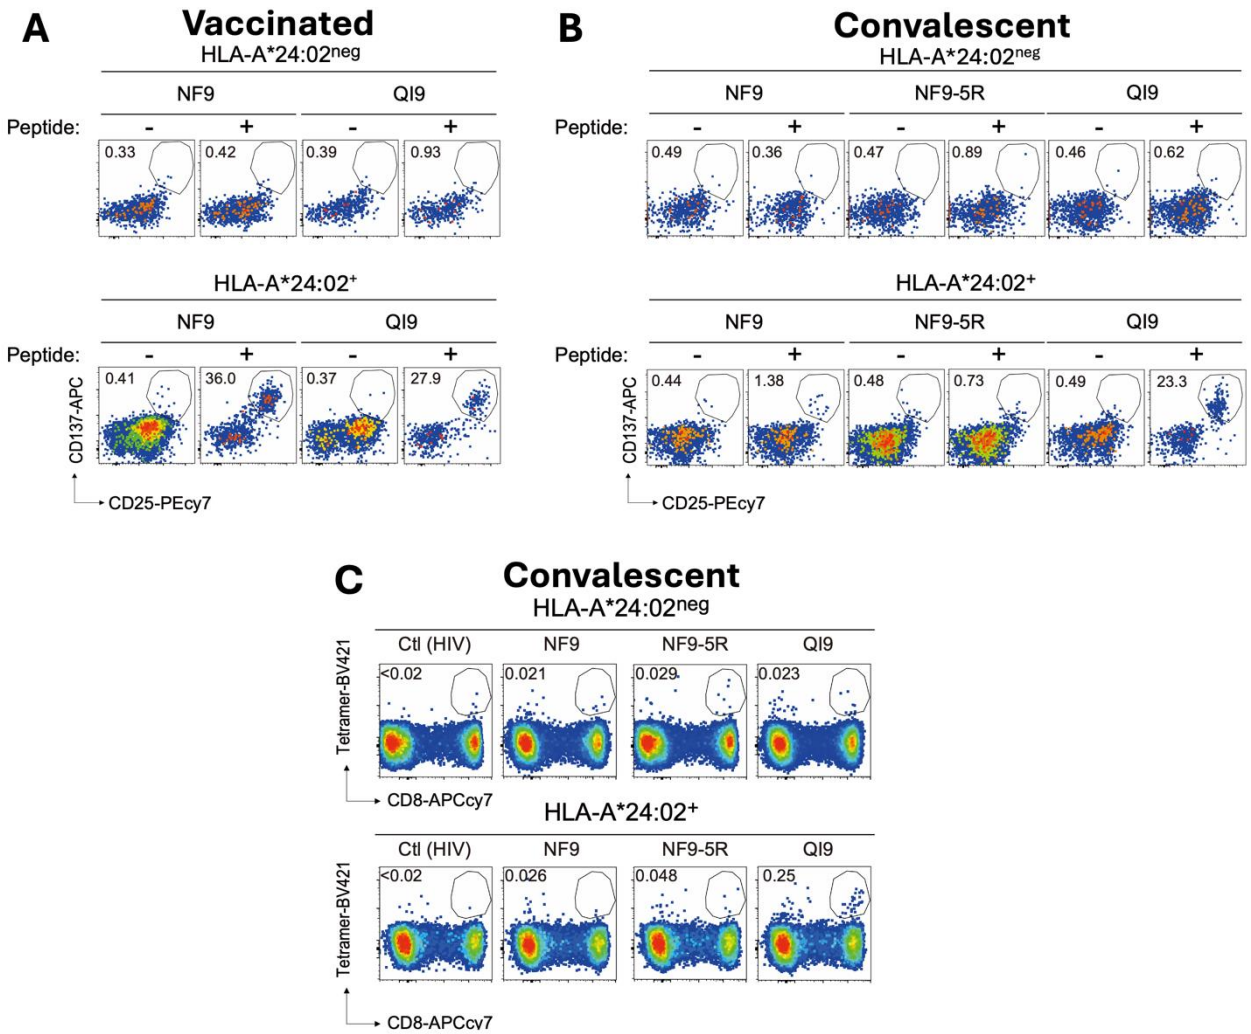 A
Vaccinated
HLA-A*24:02neg
NF9 QI9
Peptide: - + - +
0.33 0.42 0.39 0.93
HLA-A*24:02+
NF9 QI9
Peptide: - + - +
0.41 36.0 0.37 27.9
CD137-APC
CD25-PEcy7
B
Convalescent
HLA-A*24:02neg
NF9 NF9-5R QI9
Peptide: - + - + - +
0.49 0.36 0.47 0.89 0.46 0.62
HLA-A*24:02+
NF9 NF9-5R QI9
Peptide: - + - + - +
0.44 1.38 0.48 0.73 0.49 23.3
CD137-APC
CD25-PEcy7
C
Convalescent
HLA-A*24:02neg
Ctl (HIV) NF9 NF9-5R QI9
<0.02 0.021 0.029 0.023
Tetramer-BV421
CD8-APCcy7
HLA-A*24:02+
Ctl (HIV) NF9 NF9-5R QI9
<0.02 0.026 0.048 0.25
Tetramer-BV421
CD8-APCcy7